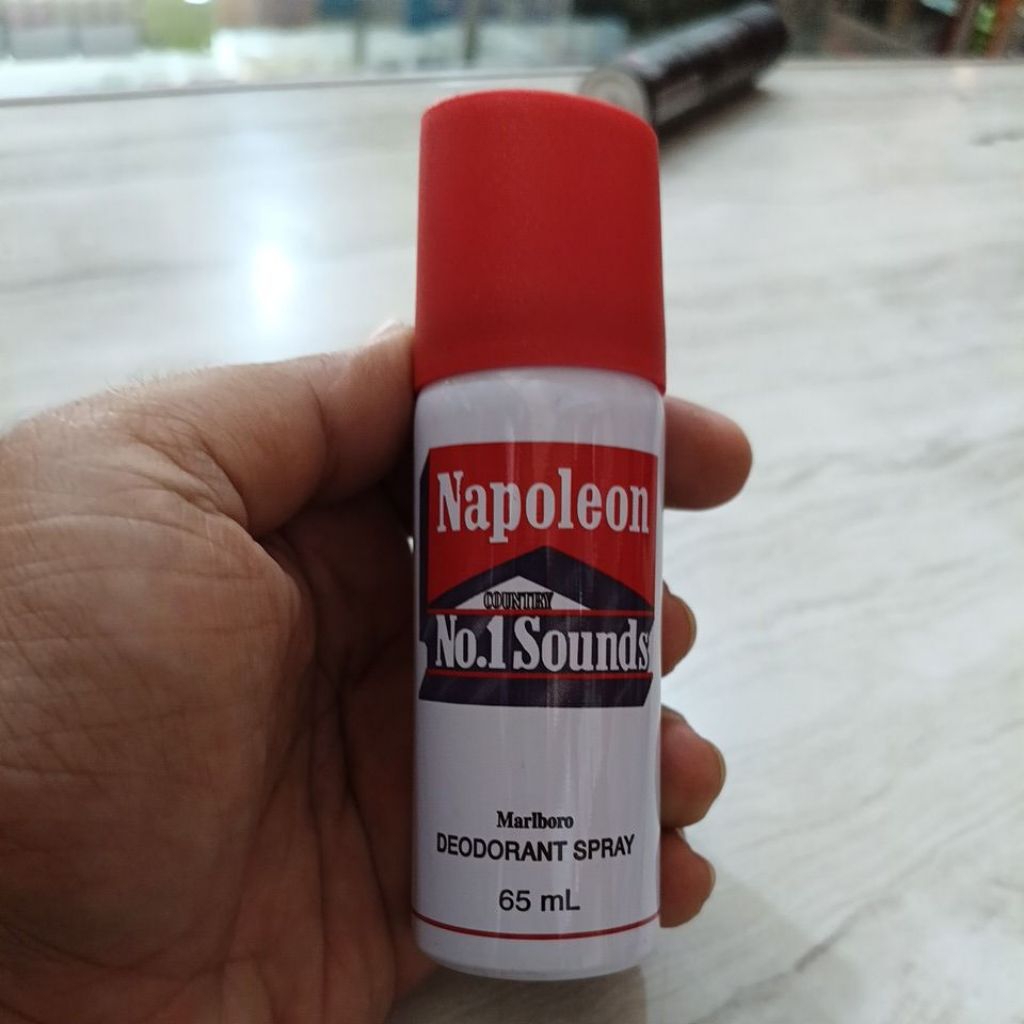 Napoleon
COUNTRY
No.1 Sounds
Marlboro
DEODORANT SPRAY
65 mL